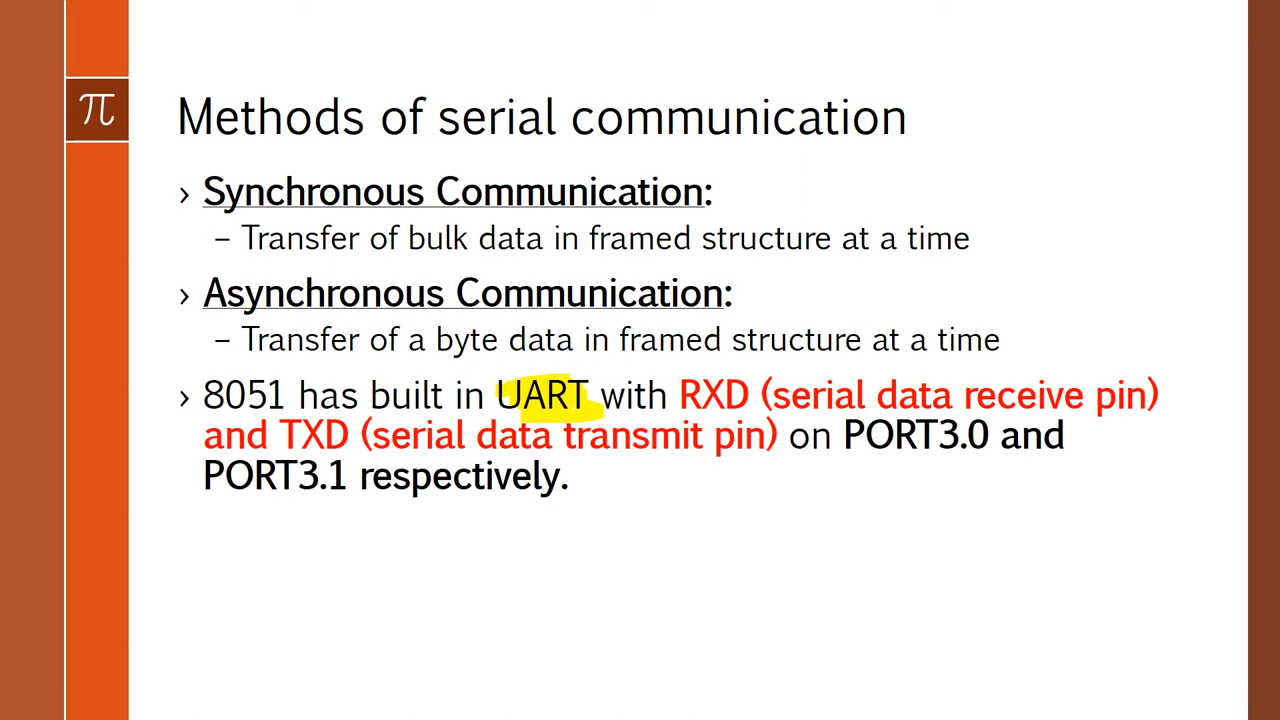 π
Methods of serial communication
› Synchronous Communication:
– Transfer of bulk data in framed structure at a time
› Asynchronous Communication:
– Transfer of a byte data in framed structure at a time
› 8051 has built in UART with RXD (serial data receive pin)
and TXD (serial data transmit pin) on PORT3.0 and
PORT3.1 respectively.